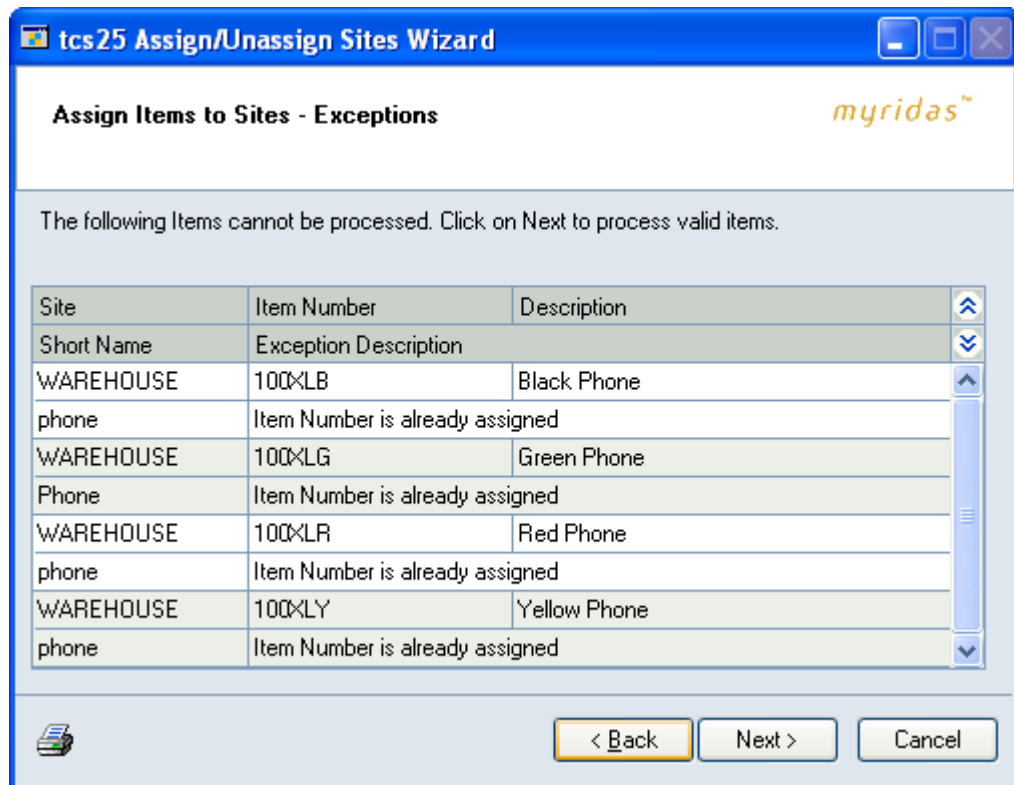 tcs25 Assign/Unassign Sites Wizard
Assign Items to Sites - Exceptions
myridas™
The following Items cannot be processed. Click on Next to process valid items.
Site Item Number Description
Short Name Exception Description
WAREHOUSE 100XLB Black Phone
phone Item Number is already assigned
WAREHOUSE 100XLG Green Phone
Phone Item Number is already assigned
WAREHOUSE 100XLR Red Phone
phone Item Number is already assigned
WAREHOUSE 100XLY Yellow Phone
phone Item Number is already assigned
< Back Next > Cancel